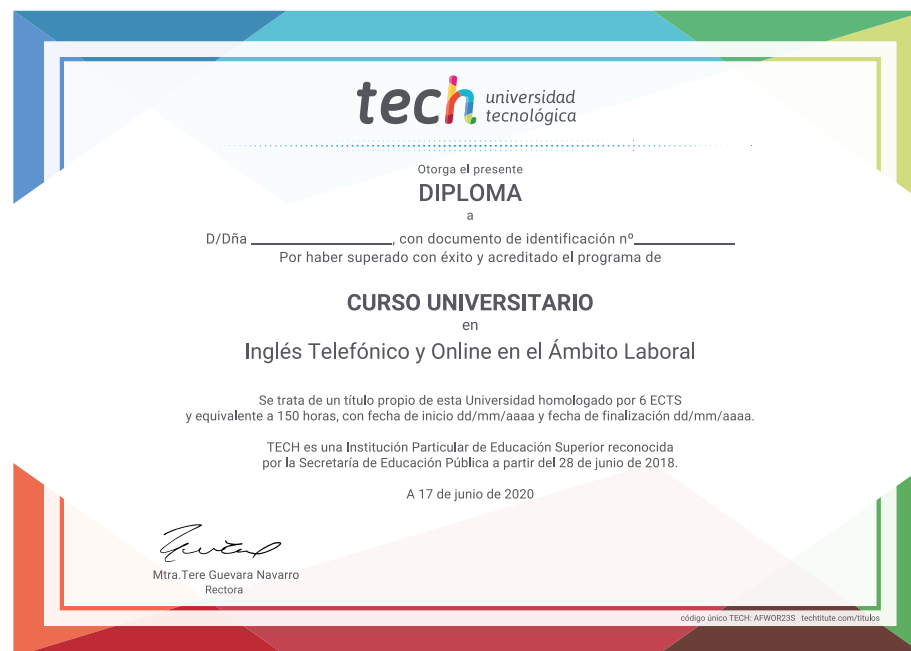 tech universidad
tecnológica
Otorga el presente
DIPLOMA
a
D/Dña ________________, con documento de identificación nº____________
Por haber superado con éxito y acreditado el programa de
CURSO UNIVERSITARIO
en
Inglés Telefónico y Online en el Ámbito Laboral
Se trata de un título propio de esta Universidad homologado por 6 ECTS
y equivalente a 150 horas, con fecha de inicio dd/mm/aaaa y fecha de finalización dd/mm/aaaa.
TECH es una Institución Particular de Educación Superior reconocida
por la Secretaría de Educación Pública a partir del 28 de junio de 2018.
A 17 de junio de 2020
Mtra.Tere Guevara Navarro
Rectora
código único TECH: AFWOR23S techtitute.com/titulos